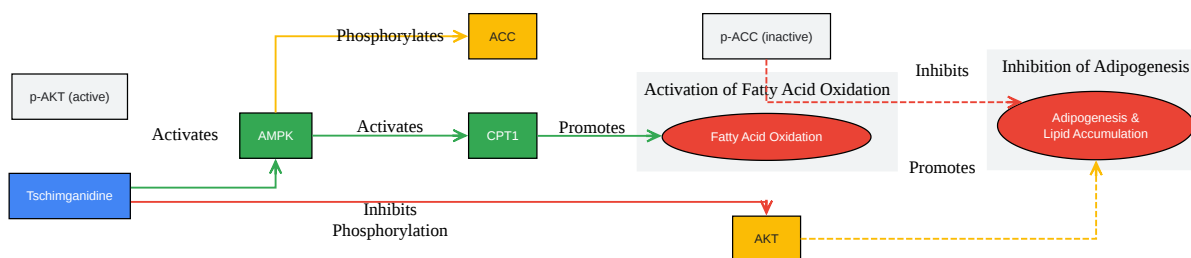 Phosphorylates
ACC
p-ACC (inactive)
Inhibits
Inhibition of Adipogenesis
p-AKT (active)
Activation of Fatty Acid Oxidation
Activates
AMPK
Activates
CPT1
Promotes
Fatty Acid Oxidation
Adipogenesis &
Lipid Accumulation
Promotes
Tschimganidine
Inhibits
Phosphorylation
AKT